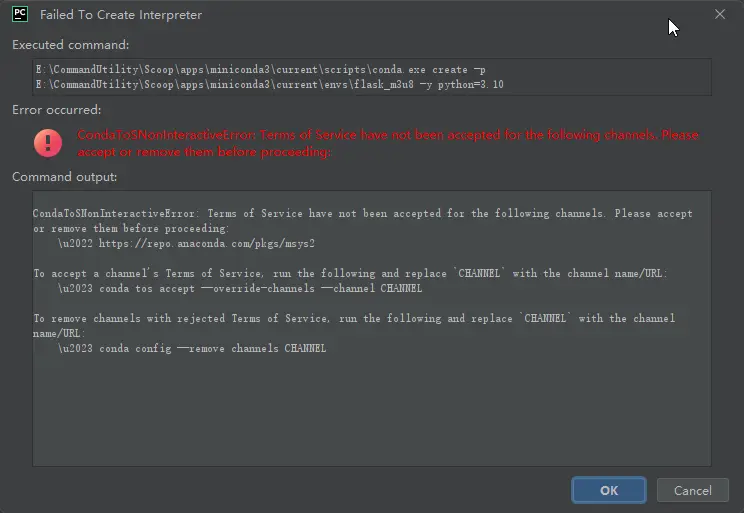 PC Failed To Create Interpreter
Executed command:
E:\CommandUtility\Scoop\apps\miniconda3\current\scripts\conda.exe create -p
E:\CommandUtility\Scoop\apps\miniconda3\current\envs\flask_m3u8 -y python=3.10
Error occurred:
CondaToSNonInteractiveError: Terms of Service have not been accepted for the following channels. Please
accept or remove them before proceeding:
Command output:
CondaToSNonInteractiveError: Terms of Service have not been accepted for the following channels. Please accept
or remove them before proceeding:
\u2022 https://repo.anaconda.com/pkgs/msys2
To accept a channel's Terms of Service, run the following and replace `CHANNEL` with the channel name/URL:
\u2023 conda tos accept --override-channels --channel CHANNEL
To remove channels with rejected Terms of Service, run the following and replace `CHANNEL` with the channel
name/URL:
\u2023 conda config --remove channels CHANNEL
OK Cancel